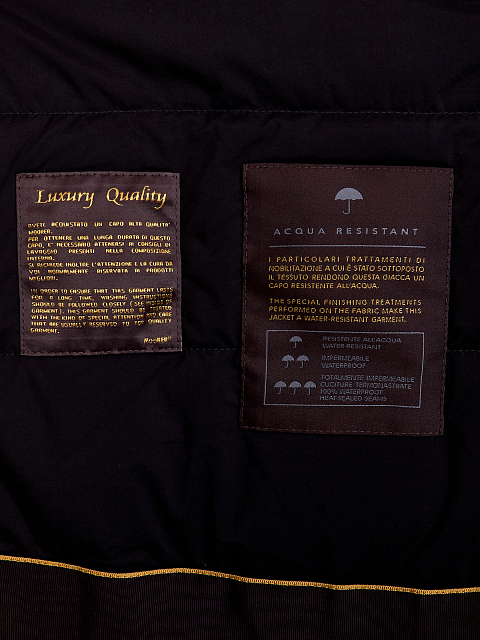 Luxury Quality
AVETE ACQUISTATO UN CAPO ALTA QUALITA'
MOORER.
PER OTTENERE UNA LUNGA DURATA DI QUESTO
CAPO, E' NECESSARIO ATTENERSI AI CONSIGLI DI
LAVAGGIO PRESENTI NELLA COMPOSIZIONE
INTERNA.
SI RICHIEDE INOLTRE L'ATTENZIONE E LA CURA DA
VOI NORMALMENTE RISERVATA AI PRODOTTI
MIGLIORI.
IN ORDER TO ENSURE THAT THIS GARMENT LASTS
FOR A LONG TIME, WASHING INSTRUCTIONS
SHOULD BE FOLLOWED CLOSELY (SEE INSIDE OF
GARMENT). THIS GARMENT SHOULD BE TREATED
WITH THE KIND OF SPECIAL ATTENTION AND CARE
THAT ARE USUALLY RESERVED TO TOP QUALITY
GARMENT.
MOORER®
ACQUA RESISTANT
I PARTICOLARI TRATTAMENTI DI
NOBILITAZIONE A CUI È STATO SOTTOPOSTO
IL TESSUTO RENDONO QUESTA GIACCA UN
CAPO RESISTENTE ALL'ACQUA.
THE SPECIAL FINISHING TREATMENTS
PERFORMED ON THE FABRIC MAKE THIS
JACKET A WATER-RESISTANT GARMENT.
RESISTENTE ALL'ACQUA
WATER-RESISTANT
IMPERMEABILE
WATERPROOF
TOTALMENTE IMPERMEABILE
CUCITURE TERMONASTRATE
100% WATERPROOF
HEAT-SEALED SEAMS